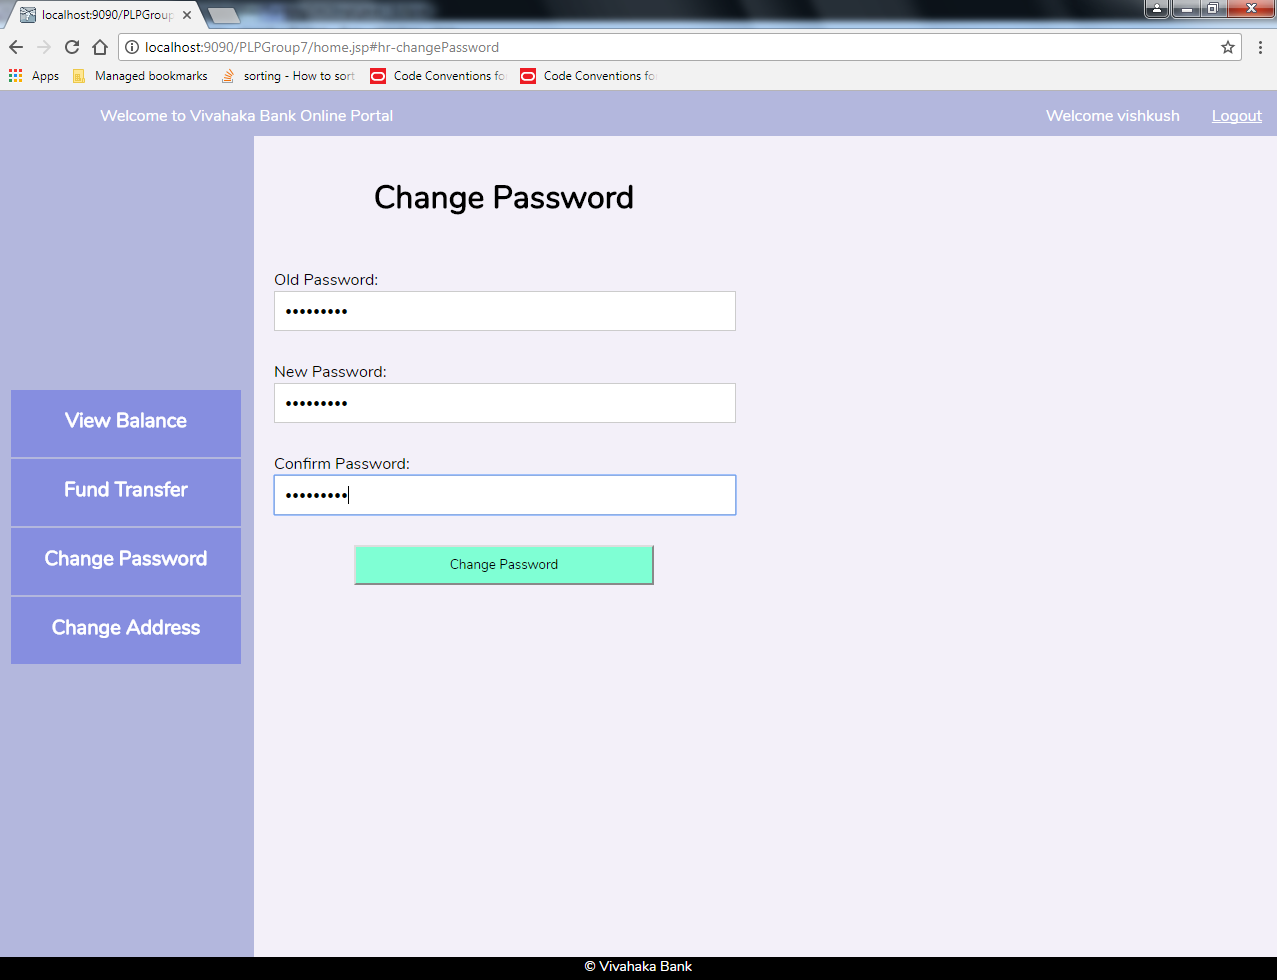 localhost:9090/PLPGroup
localhost:9090/PLPGroup7/home.jsp#hr-changePassword
Apps Managed bookmarks sorting - How to sort Code Conventions fo Code Conventions fo
Welcome to Vivahaka Bank Online Portal Welcome vishkush Logout
Change Password
Old Password:
•••••••••
New Password:
•••••••••
Confirm Password:
•••••••••
Change Password
View Balance
Fund Transfer
Change Password
Change Address
© Vivahaka Bank